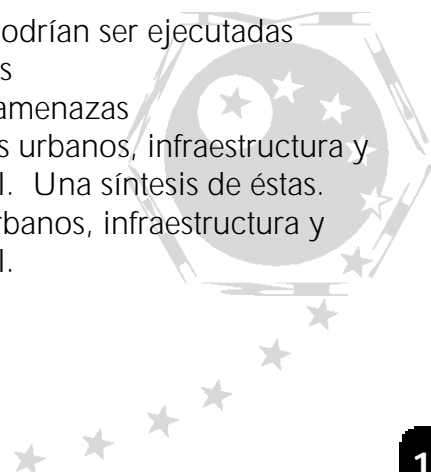 odrían ser ejecutadas
s
amenazas
s urbanos, infraestructura y
l. Una síntesis de éstas.
rbanos, infraestructura y
l.
1